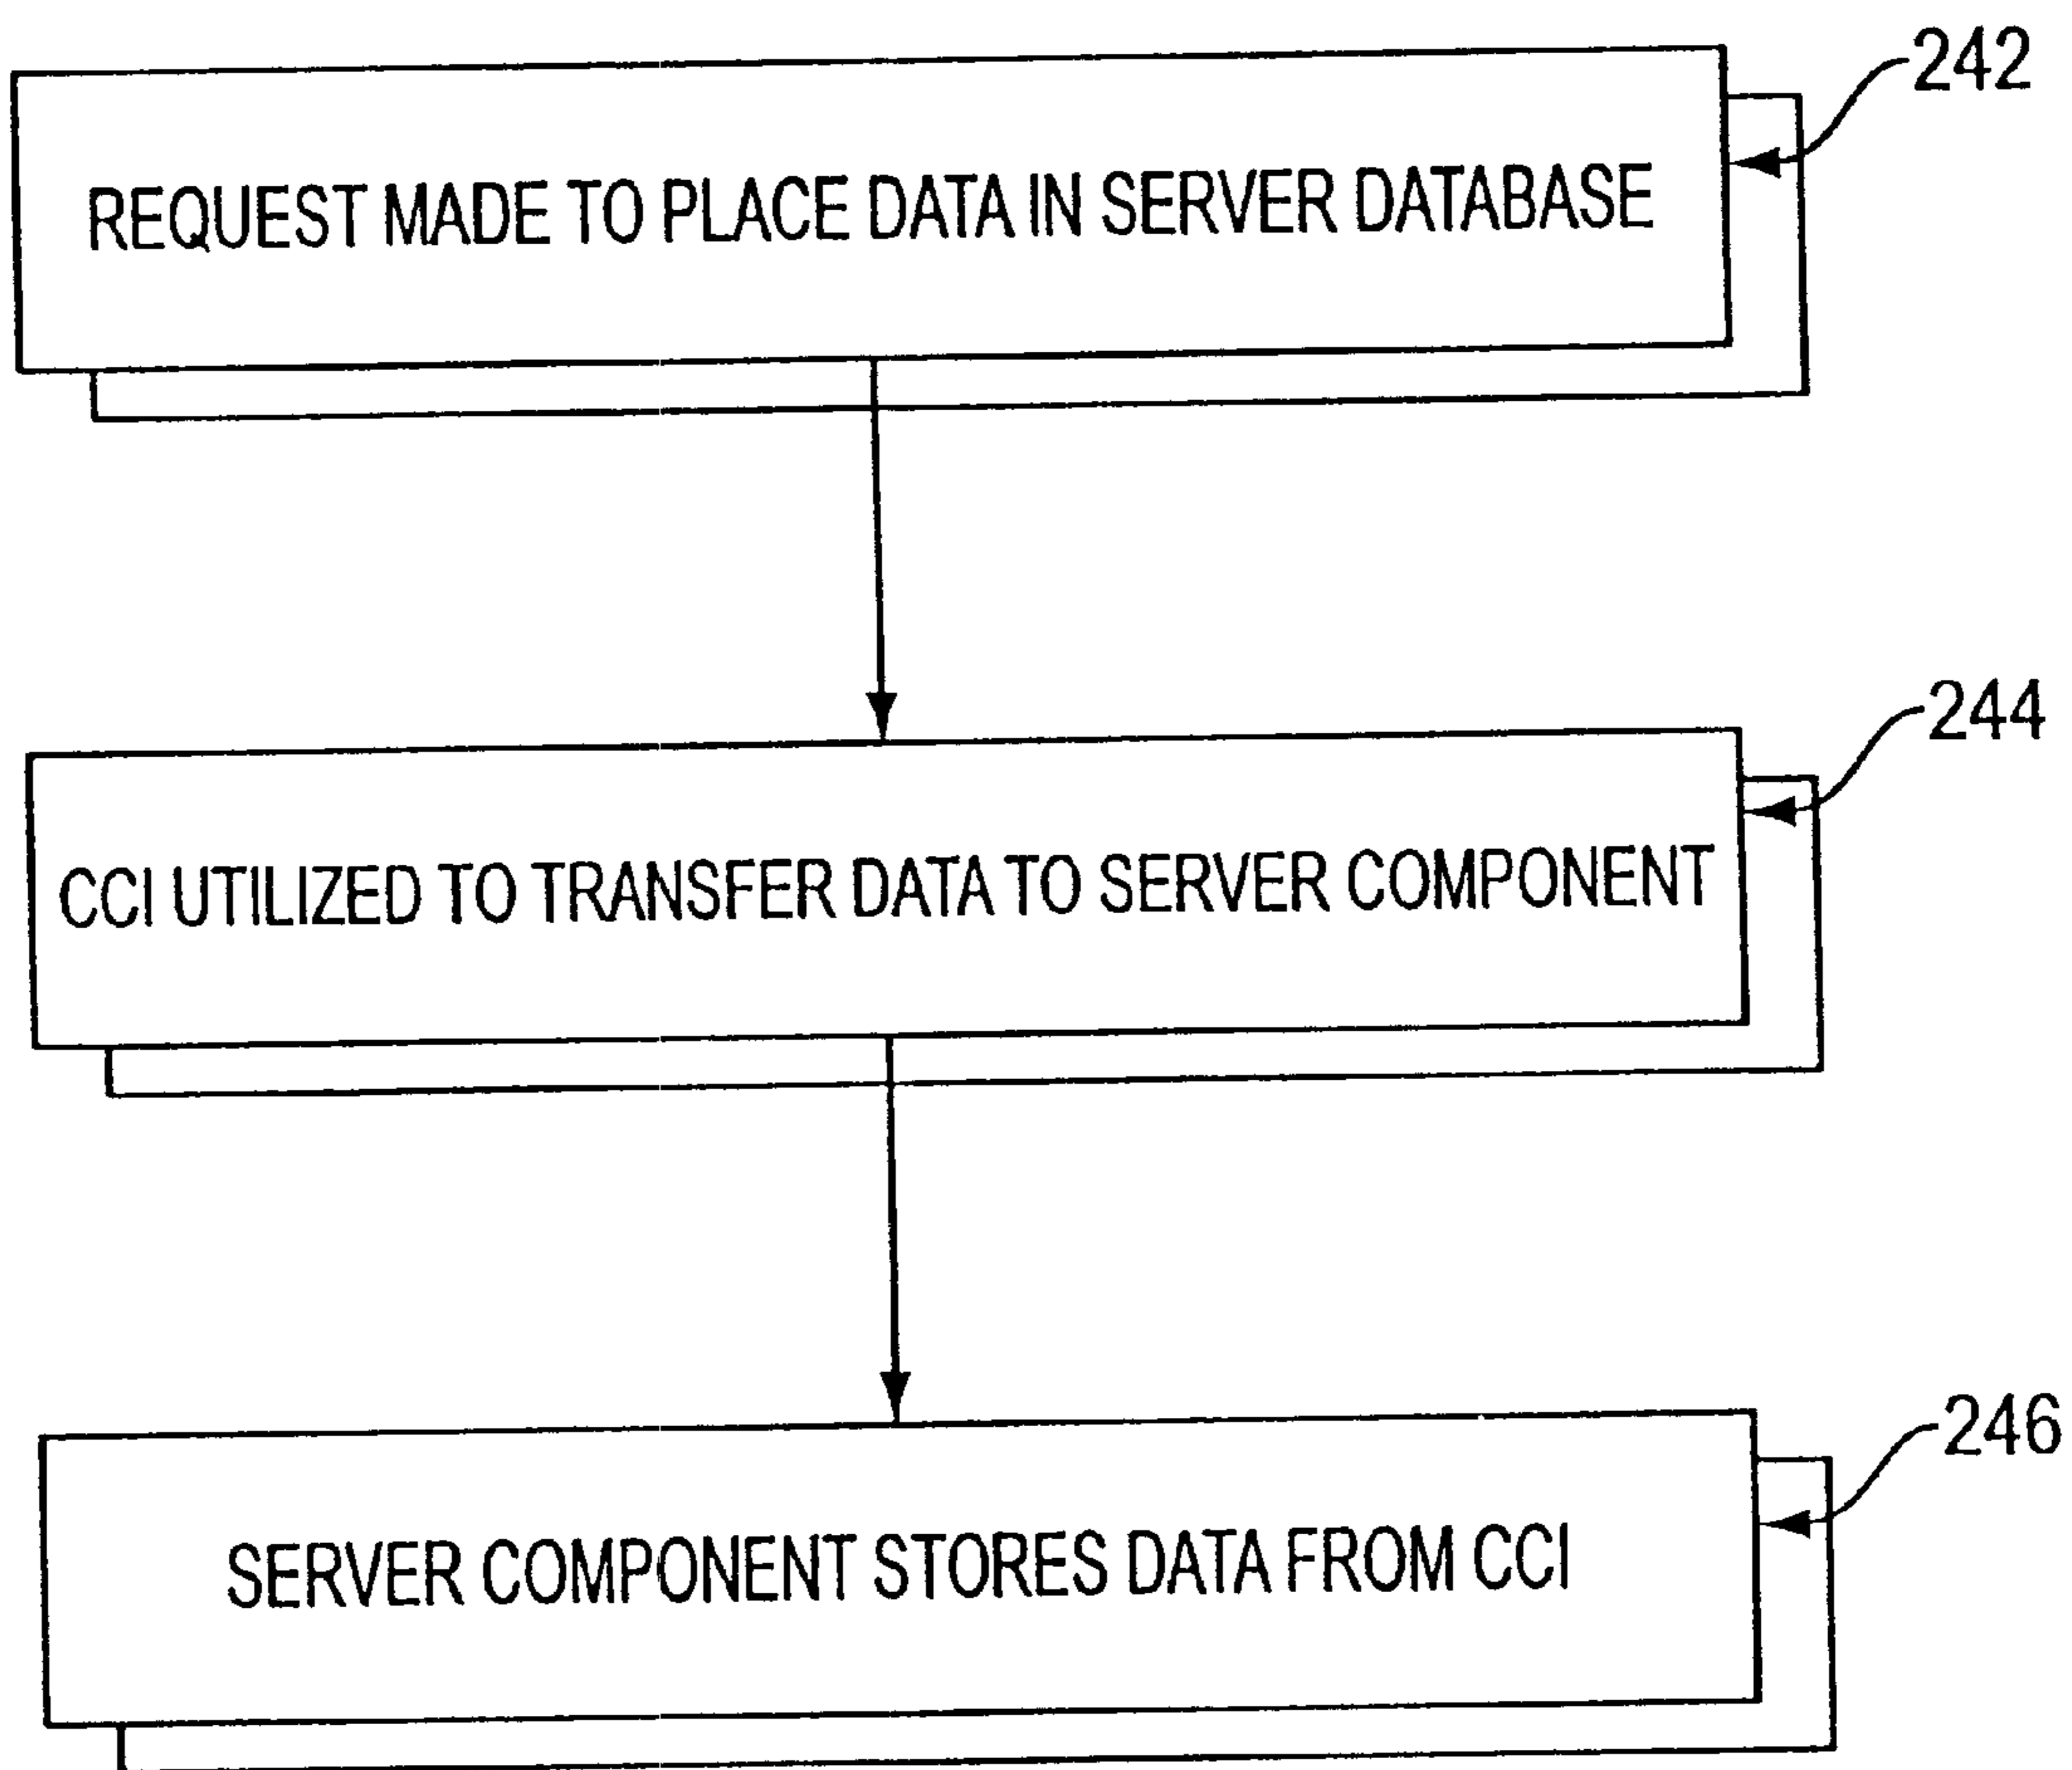 242
REQUEST MADE TO PLACE DATA IN SERVER DATABASE
244
CCI UTILIZED TO TRANSFER DATA TO SERVER COMPONENT
246
SERVER COMPONENT STORES DATA FROM CCI